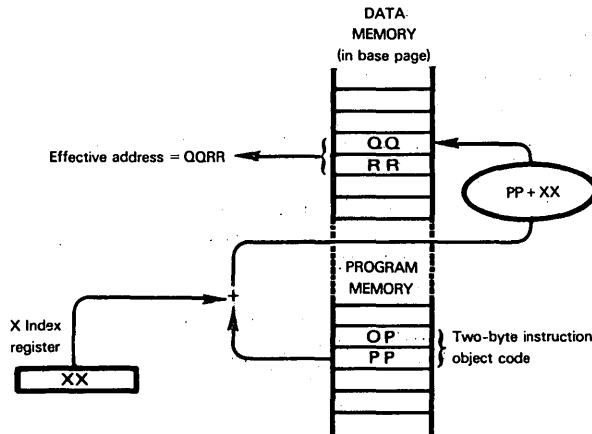 DATA
MEMORY
(in base page)
QQ
Effective address = QQRR
RR
PP + XX
PROGRAM
MEMORY
+
X Index
register
OP
Two-byte instruction
PP
object code
XX